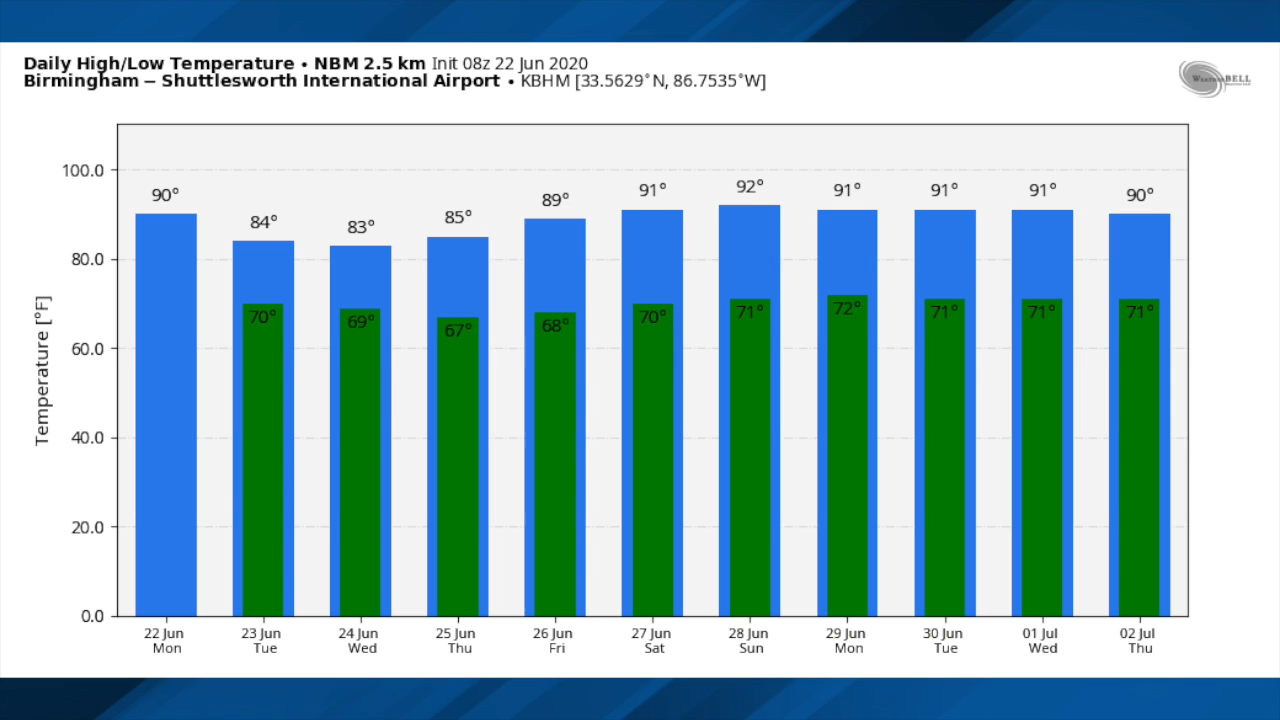 Daily High/Low Temperature • NBM 2.5 km Init 08z 22 Jun 2020
Birmingham – Shuttlesworth International Airport • KBHM [33.5629°N, 86.7535°W]
WeatherBELL
Temperature [°F]
100.0
80.0
60.0
40.0
20.0
0.0
90° 84° 83° 85° 89° 91° 92° 91° 91° 91° 90°
70° 69° 67° 68° 70° 71° 72° 71° 71° 71°
22 Jun 23 Jun 24 Jun 25 Jun 26 Jun 27 Jun 28 Jun 29 Jun 30 Jun 01 Jul 02 Jul
Mon Tue Wed Thu Fri Sat Sun Mon Tue Wed Thu